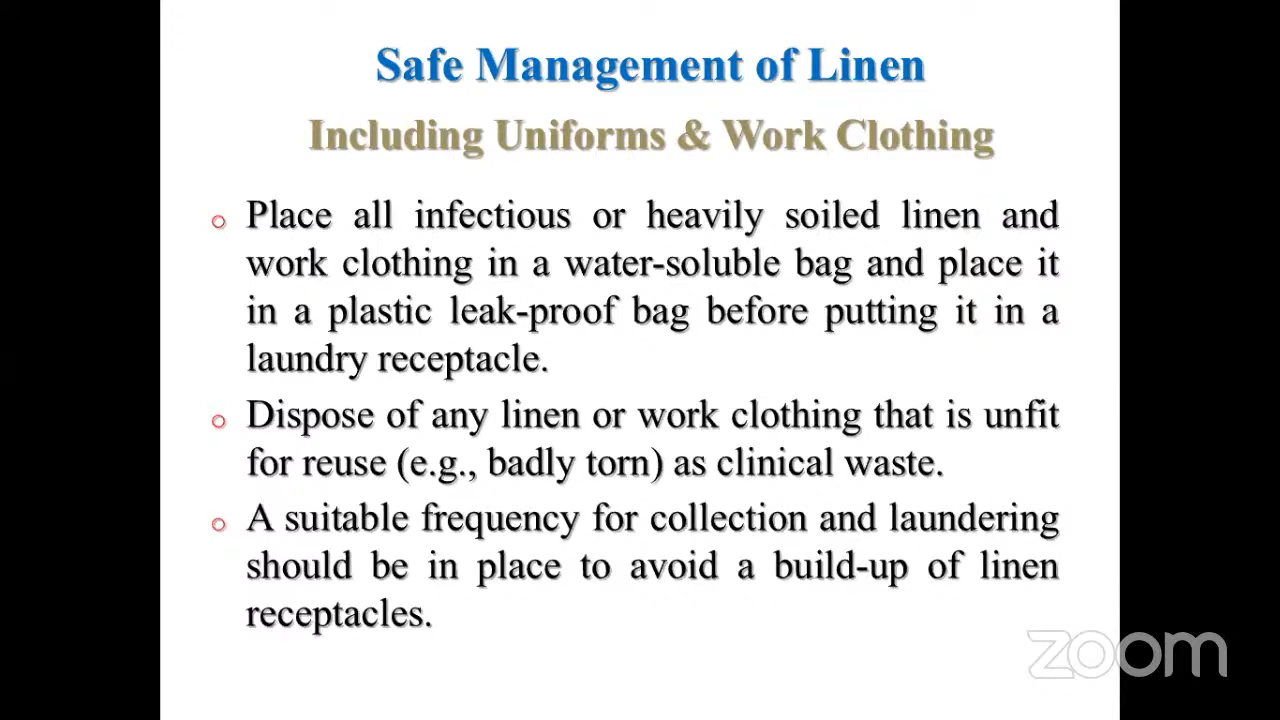 Safe Management of Linen
Including Uniforms & Work Clothing
Place all infectious or heavily soiled linen and
work clothing in a water-soluble bag and place it
in a plastic leak-proof bag before putting it in a
laundry receptacle.
Dispose of any linen or work clothing that is unfit
for reuse (e.g., badly torn) as clinical waste.
A suitable frequency for collection and laundering
should be in place to avoid a build-up of linen
receptacles.
zoom